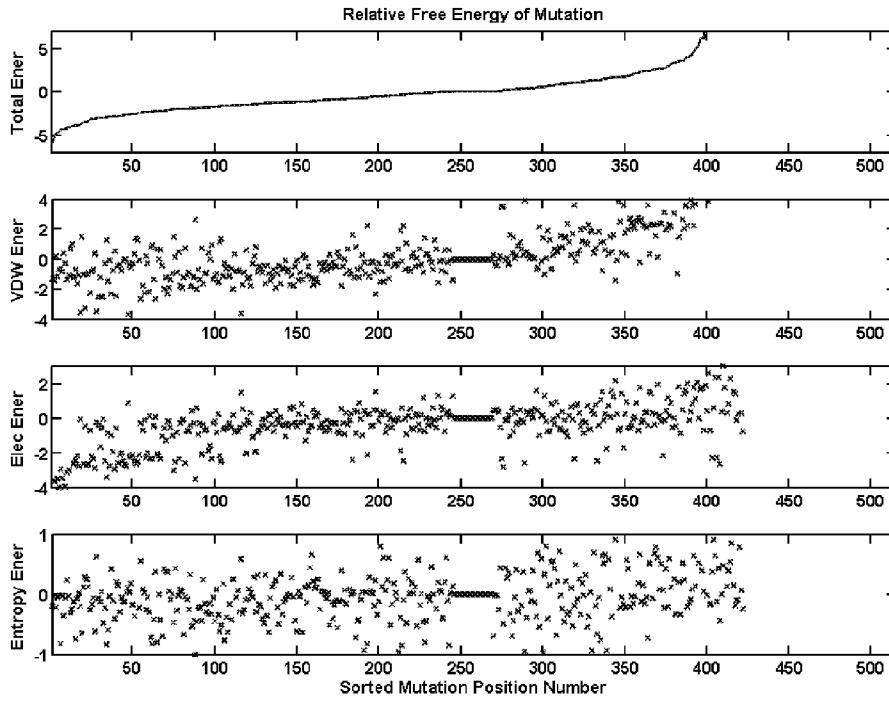 Relative Free Energy of Mutation
Total Ener
5
0
-5
50 100 150 200 250 300 350 400 450 500
VDW Ener
4
2
0
-2
-4
50 100 150 200 250 300 350 400 450 500
Elec Ener
2
0
-2
-4
50 100 150 200 250 300 350 400 450 500
Entropy Ener
1
0
-1
50 100 150 200 250 300 350 400 450 500
Sorted Mutation Position Number